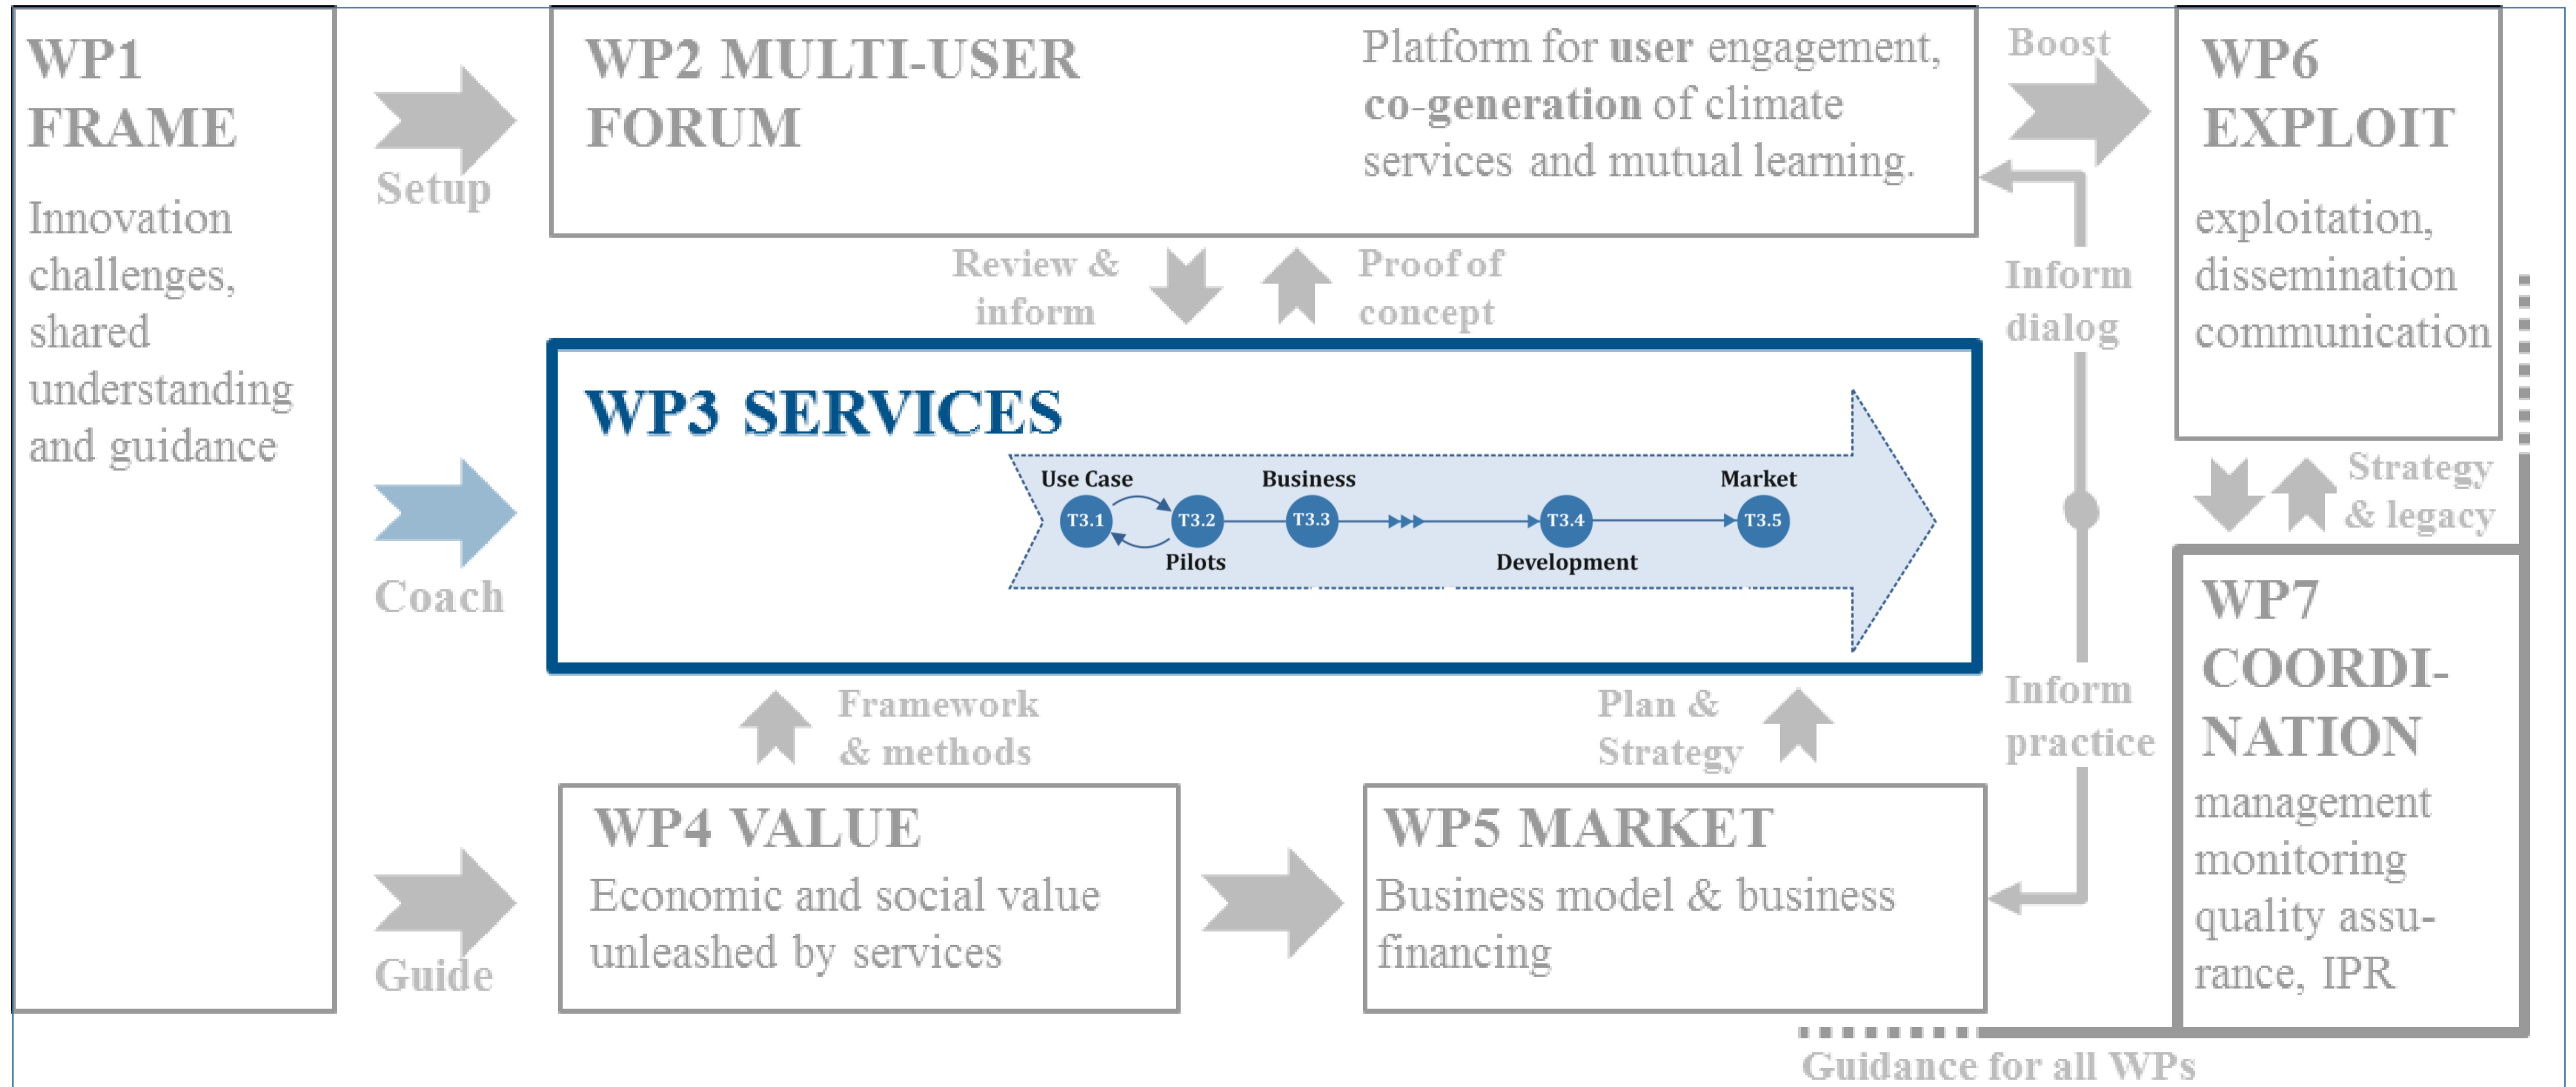 WP1
FRAME
Innovation
challenges,
shared
understanding
and guidance
Setup
Coach
Guide
WP2 MULTI-USER
FORUM
Platform for user engagement,
co-generation of climate
services and mutual learning.
Review &
inform
Proof of
concept
WP3 SERVICES
Use Case
Business
Market
T3.1
T3.2
T3.3
T3.4
T3.5
Pilots
Development
Framework
& methods
Plan &
Strategy
WP4 VALUE
Economic and social value
unleashed by services
WP5 MARKET
Business model & business
financing
Boost
Inform
dialog
Inform
practice
WP6
EXPLOIT
exploitation,
dissemination
communication
Strategy
& legacy
WP7
COORDI-
NATION
management
monitoring
quality assu-
rance, IPR
Guidance for all WPs